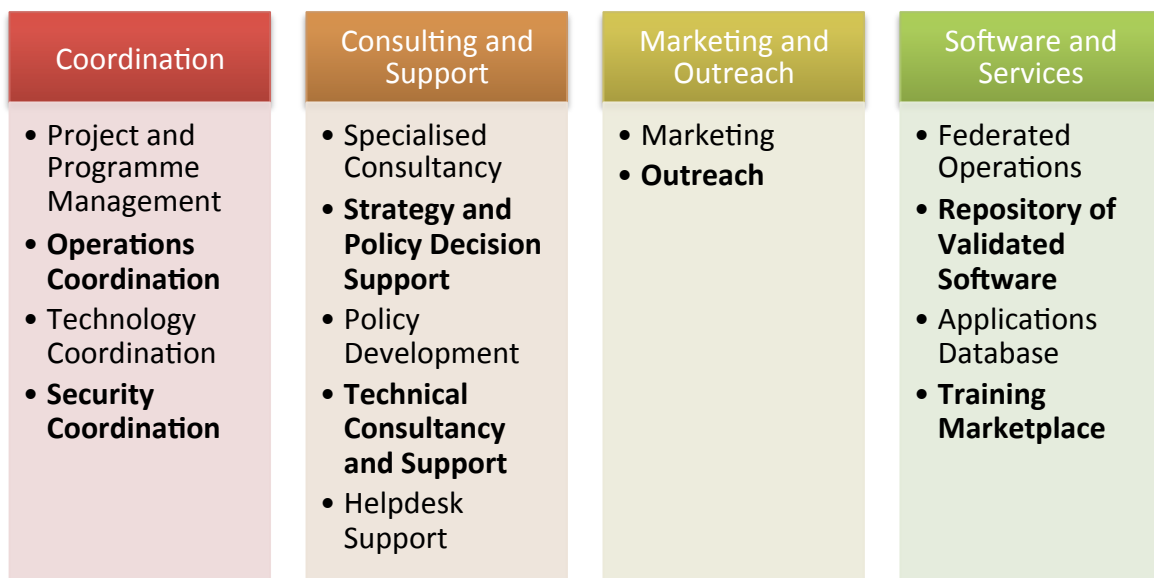 Coordination
• Project and
Programme
Management
• Operations
Coordination
• Technology
Coordination
• Security
Coordination
Consulting and
Support
• Specialised
Consultancy
• Strategy and
Policy Decision
Support
• Policy
Development
• Technical
Consultancy
and Support
• Helpdesk
Support
Marketing and
Outreach
• Marketing
• Outreach
Software and
Services
• Federated
Operations
• Repository of
Validated
Software
• Applications
Database
• Training
Marketplace